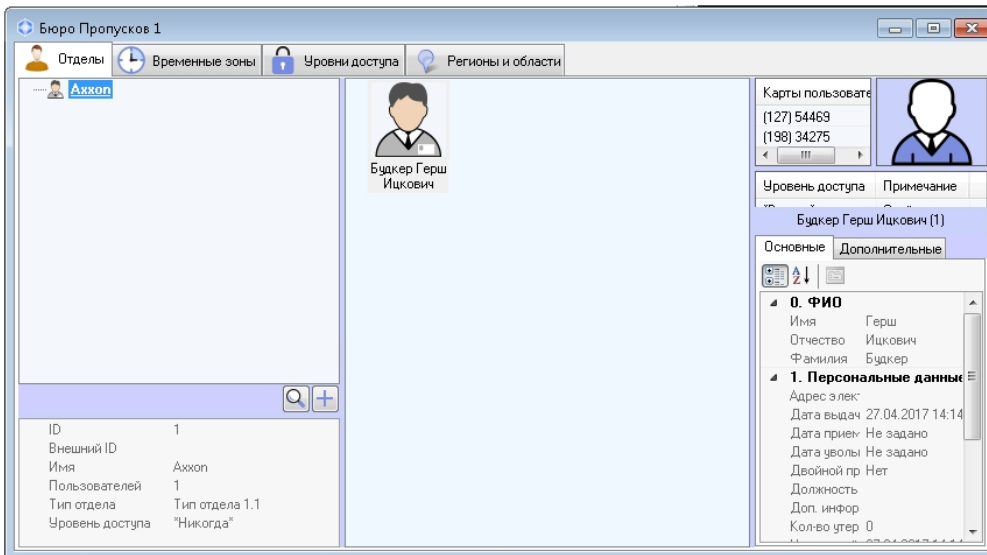 Бюро Пропусков 1
Отделы
Временные зоны
Уровни доступа
Регионы и области
Axxon
Будкер Герш
Ицкович
Карты пользовате
(127) 54469
(198) 34275
Уровень доступа Примечание
Будкер Герш Ицкович (1)
Основные Дополнительные
0. ФИО
Имя Герш
Отчество Ицкович
Фамилия Будкер
1. Персональные данные
Адрес элек
Дата выдач 27.04.2017 14:14
Дата прием Не задано
Дата уволы Не задано
Двойной пр Нет
Должность
Доп. инфор
Кол-во утер 0
ID 1
Внешний ID
Имя Axxon
Пользователей 1
Тип отдела Тип отдела 1.1
Уровень доступа "Никогда"